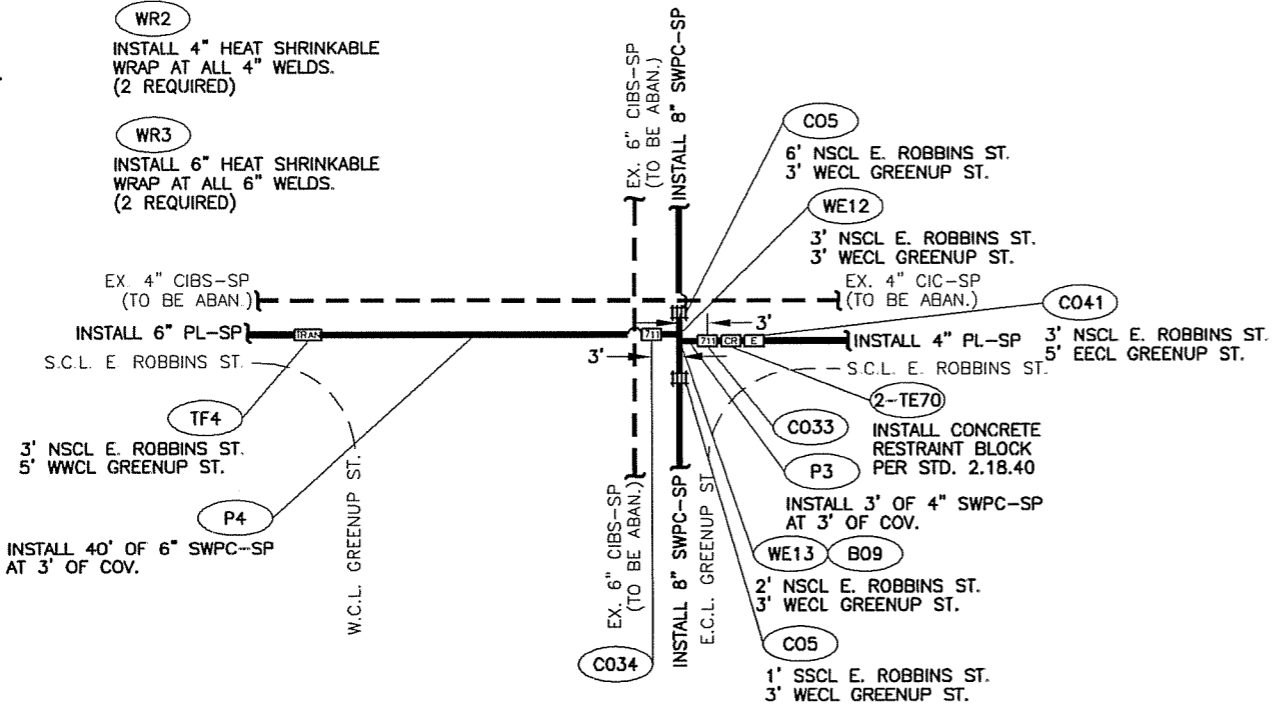 WR2
INSTALL 4" HEAT SHRINKABLE
WRAP AT ALL 4" WELDS.
(2 REQUIRED)
WR3
INSTALL 6" HEAT SHRINKABLE
WRAP AT ALL 6" WELDS.
(2 REQUIRED)
EX. 6" CIBS-SP
(TO BE ABAN.)
INSTALL 8" SWPC-SP
CO5
6' NSCL E. ROBBINS ST.
3' WECL GREENUP ST.
WE12
3' NSCL E. ROBBINS ST.
3' WECL GREENUP ST.
EX. 4" CIBS-SP
(TO BE ABAN.)
EX. 4" CIC-SP
(TO BE ABAN.)
CO41
3' NSCL E. ROBBINS ST.
5' EECL GREENUP ST.
INSTALL 6" PL-SP
TRAN
711
3'
711
CR
E
INSTALL 4" PL-SP
3'
S.C.L. E ROBBINS ST.
S.C.L. E. ROBBINS ST.
TF4
3' NSCL E. ROBBINS ST.
5' WWCL GREENUP ST.
2-TE70
INSTALL CONCRETE
RESTRAINT BLOCK
PER STD. 2.18.40
CO33
P3
INSTALL 3' OF 4" SWPC-SP
AT 3' OF COV.
P4
INSTALL 40' OF 6" SWPC-SP
AT 3' OF COV.
W.C.L. GREENUP ST.
EX. 6" CIBS-SP
(TO BE ABAN.)
INSTALL 8" SWPC-SP
E.C.L. GREENUP ST
WE13
B09
2' NSCL E. ROBBINS ST.
3' WECL GREENUP ST.
CO34
CO5
1' SSCL E. ROBBINS ST.
3' WECL GREENUP ST.